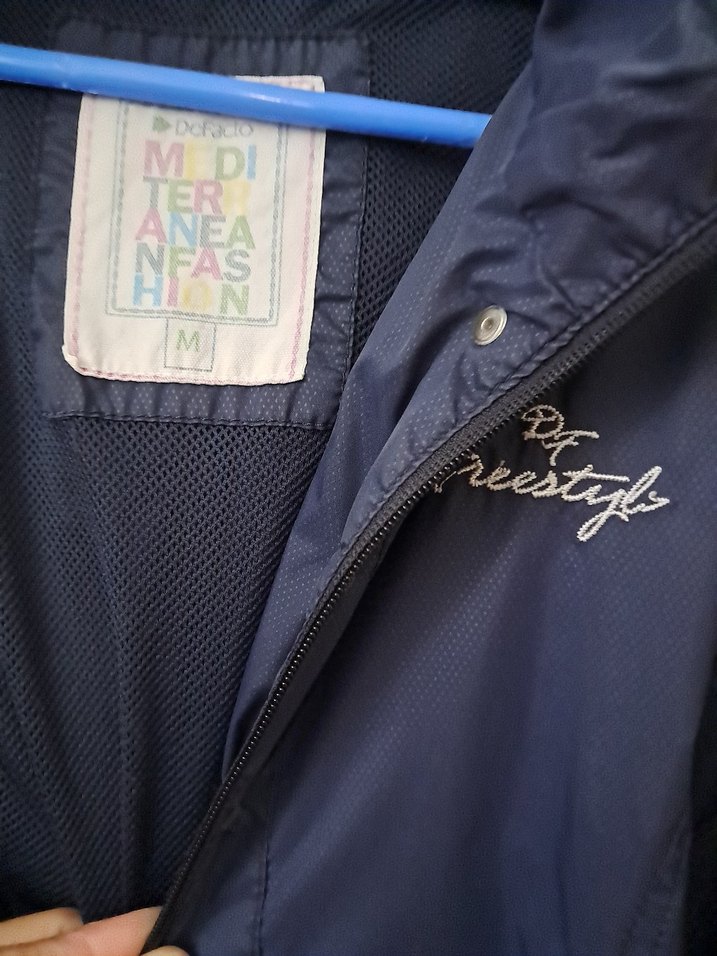 DeFacto
MEDI
TERR
ANEA
NFAS
HION
M
DF
Freestyle